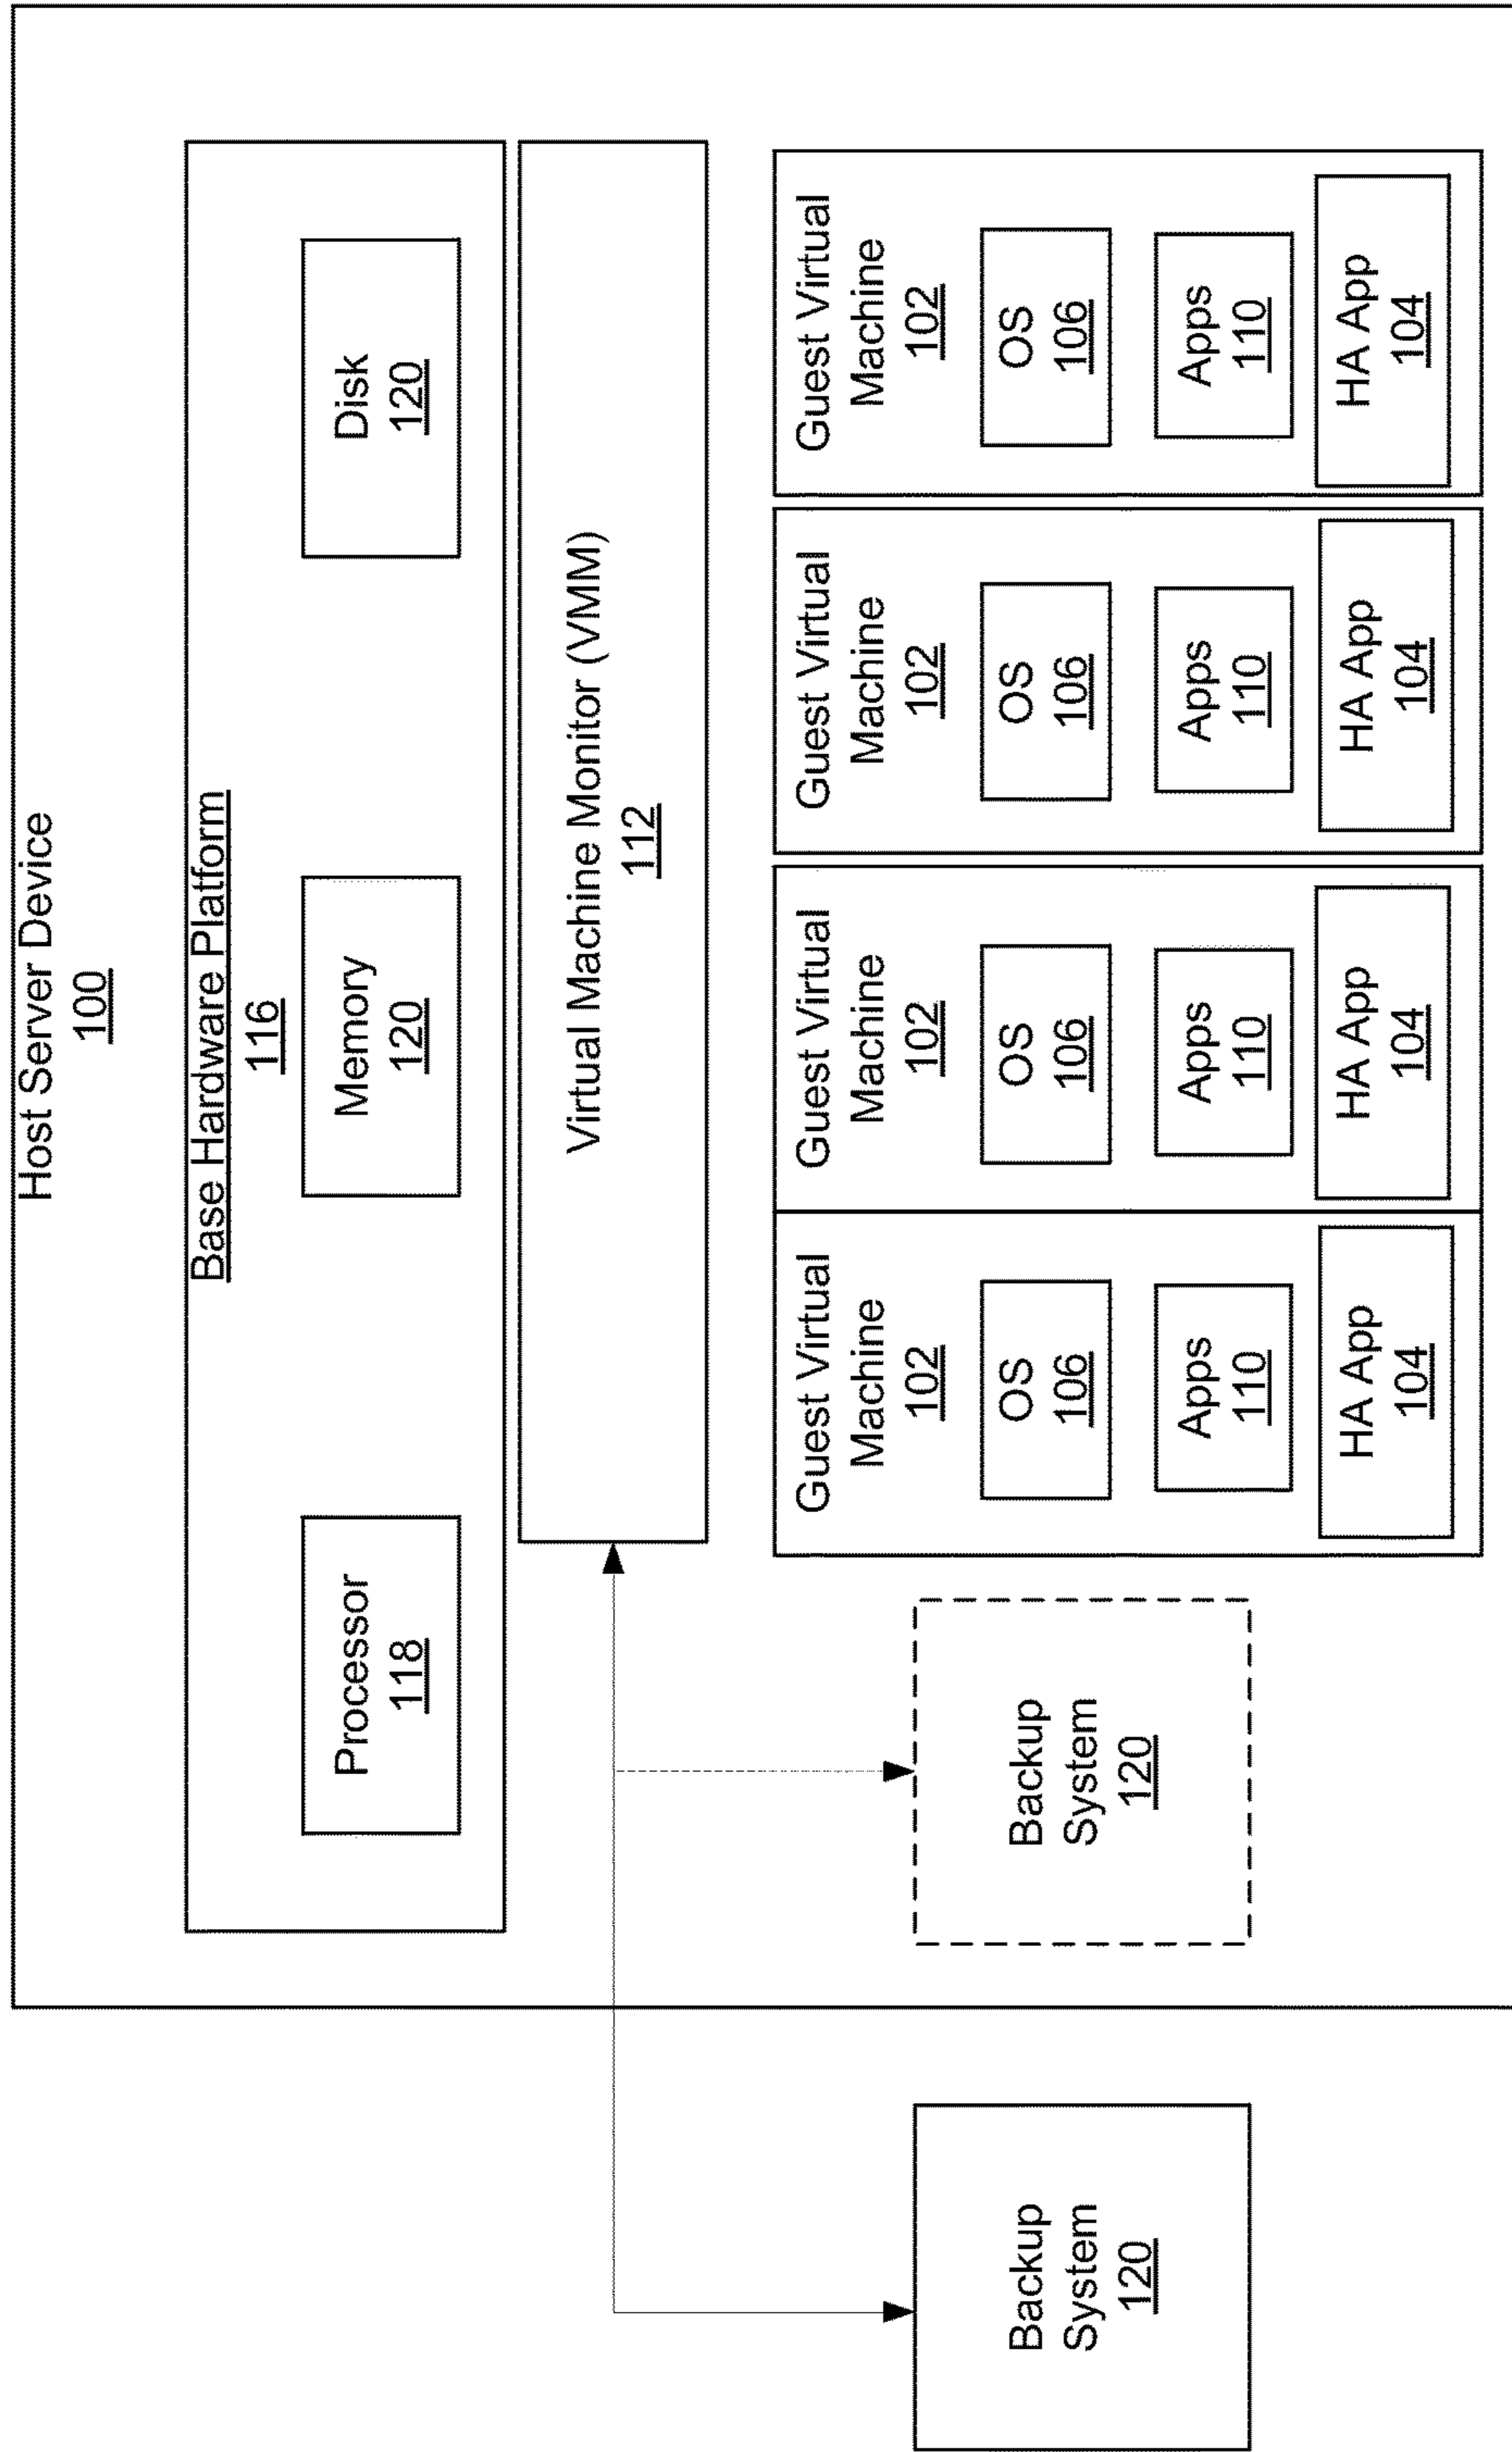 Host Server Device
100
Base Hardware Platform
116
Processor
118
Memory
120
Disk
120
Virtual Machine Monitor (VMM)
112
Backup
System
120
Backup
System
120
Guest Virtual
Machine
102
OS
106
Apps
110
HA App
104
Guest Virtual
Machine
102
OS
106
Apps
110
HA App
104
Guest Virtual
Machine
102
OS
106
Apps
110
HA App
104
Guest Virtual
Machine
102
OS
106
Apps
110
HA App
104